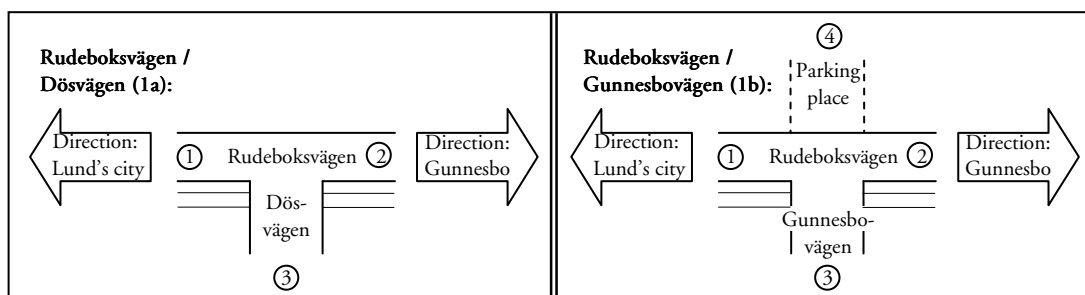 Rudeboksvägen /
Dösvägen (1a):
Direction:
Lund's city
1
Rudeboksvägen
2
Direction:
Gunnesbo
Dös-
vägen
3
Rudeboksvägen /
Gunnesbovägen (1b):
4
Parking
place
Direction:
Lund's city
1
Rudeboksvägen
2
Direction:
Gunnesbo
Gunnesbo-
vägen
3